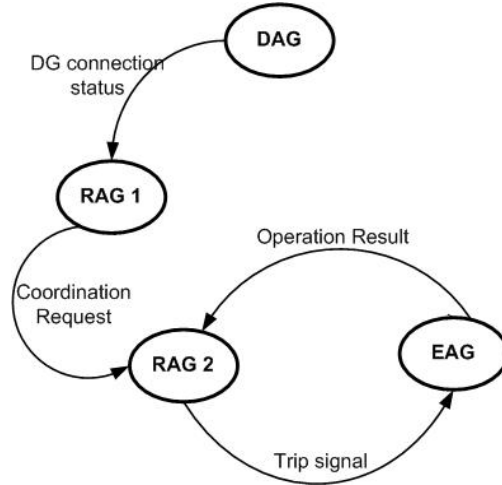 DAG
DG connection
status
RAG 1
Operation Result
Coordination
Request
RAG 2
EAG
Trip signal